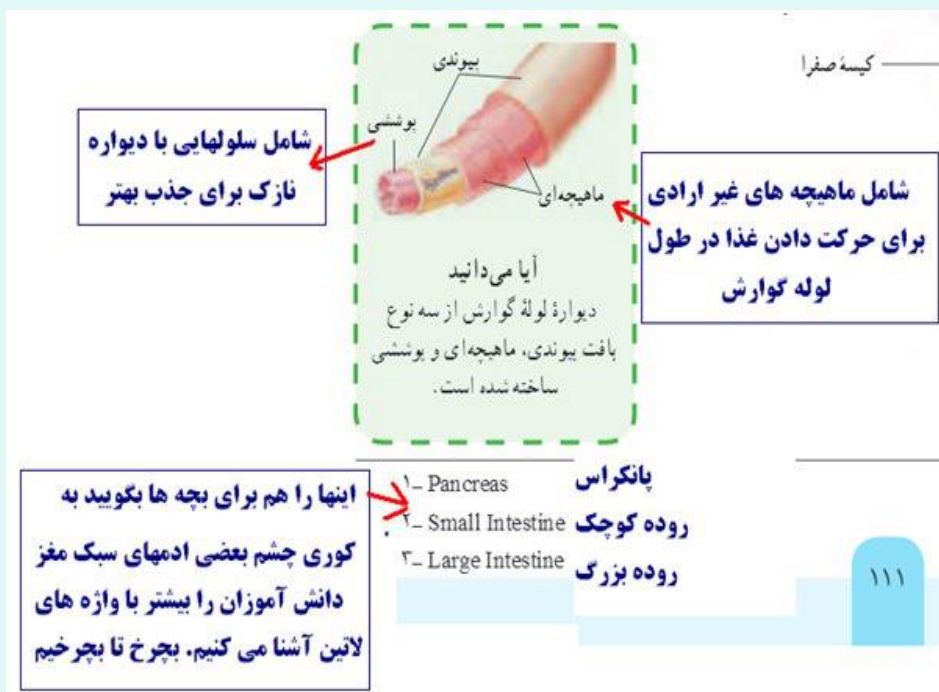 کیسهٔ صفرا
پیوندی
پوششی
ماهیچه‌ای
شامل سلولهایی با دیواره
نازک برای جذب بهتر
شامل ماهیچه های غیر ارادی
برای حرکت دادن غذا در طول
لوله گوارش
آیا می‌دانید
دیوارهٔ لولهٔ گوارش از سه نوع
بافت پیوندی، ماهیچه‌ای و پوششی
ساخته شده است.
۱– Pancreas پانکراس
۲– Small Intestine روده کوچک
۳– Large Intestine روده بزرگ
اینها را هم برای بچه ها بگویید به
کوری چشم بعضی ادمهای سبک مغز
دانش آموزان را بیشتر با واژه های
لاتین آشنا می کنیم. بچرخ تا بچرخیم
۱۱۱